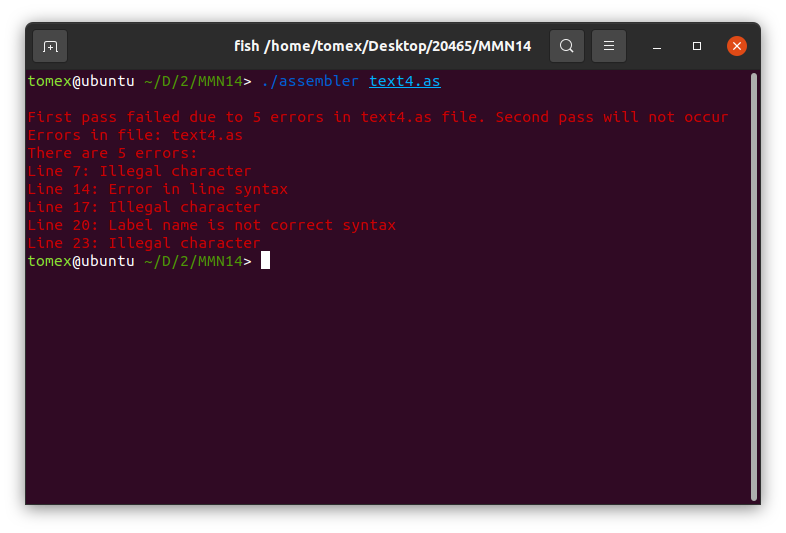 fish /home/tomex/Desktop/20465/MMN14
tomex@ubuntu ~/D/2/MMN14> ./assembler text4.as
First pass failed due to 5 errors in text4.as file. Second pass will not occur
Errors in file: text4.as
There are 5 errors:
Line 7: Illegal character
Line 14: Error in line syntax
Line 17: Illegal character
Line 20: Label name is not correct syntax
Line 23: Illegal character
tomex@ubuntu ~/D/2/MMN14>